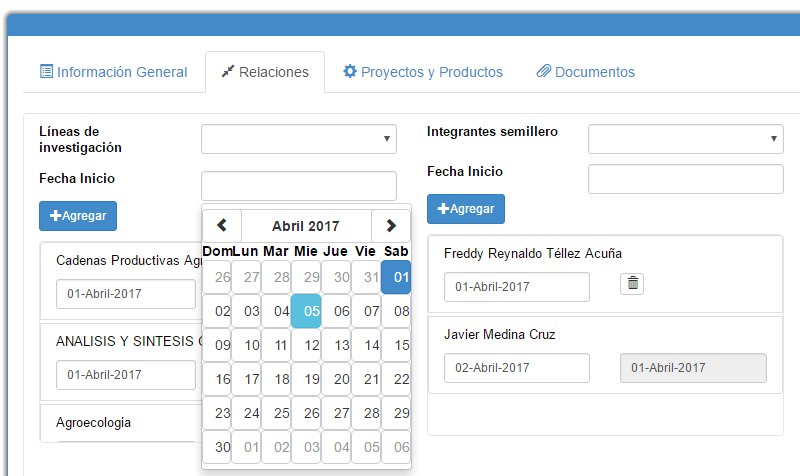 Información General
Relaciones
Proyectos y Productos
Documentos
Líneas de
investigación
Fecha Inicio
Agregar
Cadenas Productivas Ag
01-Abril-2017
ANALISIS Y SINTESIS
01-Abril-2017
Agroecologia
Abril 2017
Dom Lun Mar Mie Jue Vie Sab
26 27 28 29 30 31 01
02 03 04 05 06 07 08
09 10 11 12 13 14 15
16 17 18 19 20 21 22
23 24 25 26 27 28 29
30 01 02 03 04 05 06
Integrantes semillero
Fecha Inicio
Agregar
Freddy Reynaldo Téllez Acuña
01-Abril-2017
Javier Medina Cruz
02-Abril-2017 01-Abril-2017